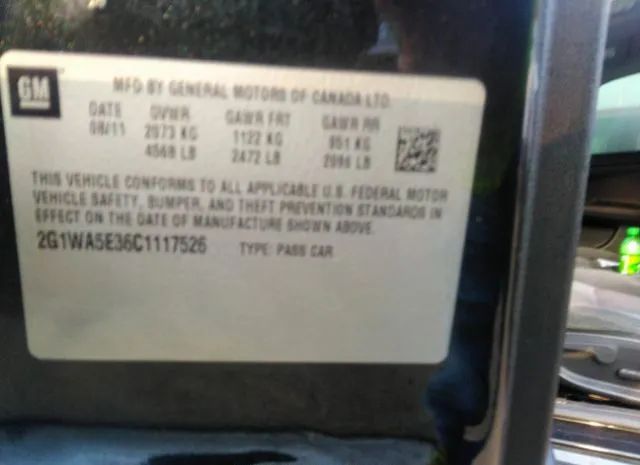 GM
MFD BY GENERAL MOTORS OF CANADA LTD.
DATE GVWR GAWR FRT GAWR RR
08/11 2073 KG 1122 KG 951 KG
4568 LB 2472 LB 2096 LB
THIS VEHICLE CONFORMS TO ALL APPLICABLE U.S. FEDERAL MOTOR
VEHICLE SAFETY, BUMPER, AND THEFT PREVENTION STANDARDS IN
EFFECT ON THE DATE OF MANUFACTURE SHOWN ABOVE.
2G1WA5E36C1117526 TYPE: PASS CAR